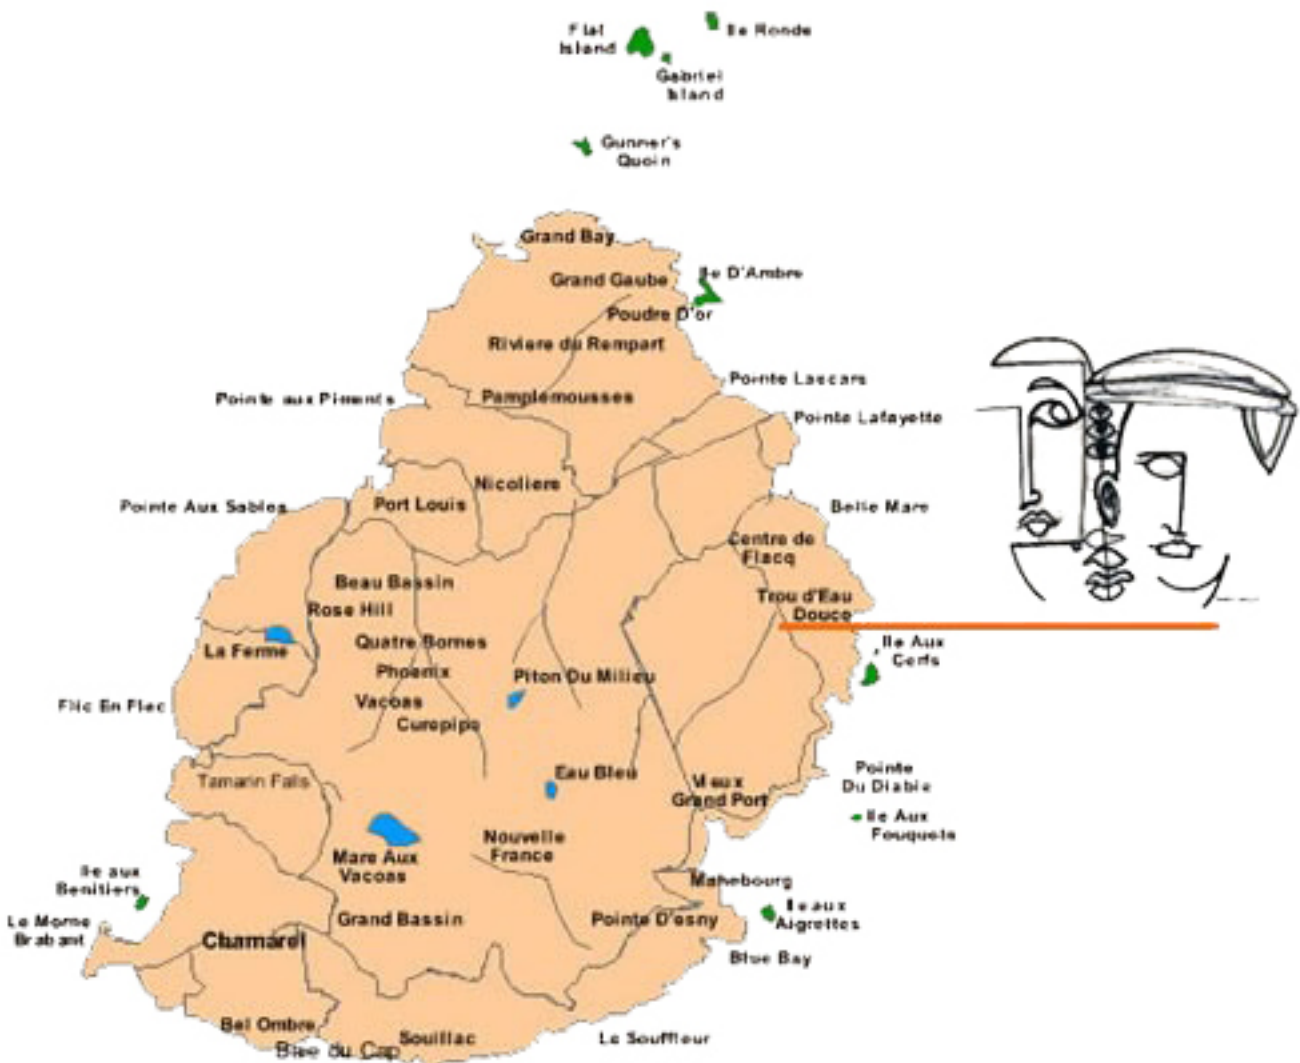 Flat
Island
Ile Ronde
Gabriel
Island
Gunner's
Quoin
Grand Bay
Grand Gaube
Ile D'Ambre
Poudre D'or
Riviere du Rempart
Pointe Lascars
Pointe aux Piments
Pamplemousses
Pointe Lafayette
Nicoliere
Pointe Aux Sables
Port Louis
Belle Mare
Centre de
Flacq
Beau Bassin
Trou d'Eau
Douce
Rose Hill
Quatre Bornes
La Ferme
Ile Aux
Cerfs
Phoenix
Piton Du Milieu
Vacoas
Flic En Flac
Curepipe
Eau Bleu
Pointe
Du Diable
Tamarin Falls
Vieux
Grand Port
Ile Aux
Fouquets
Nouvelle
France
Mare Aux
Vacoas
Ile aux
Benitiers
Mahebourg
Le Morne
Brabant
Grand Bassin
Pointe D'esny
Ile aux
Aigrettes
Chamarel
Blue Bay
Bel Ombre
Souillac
Le Souffleur
Biae du Cap